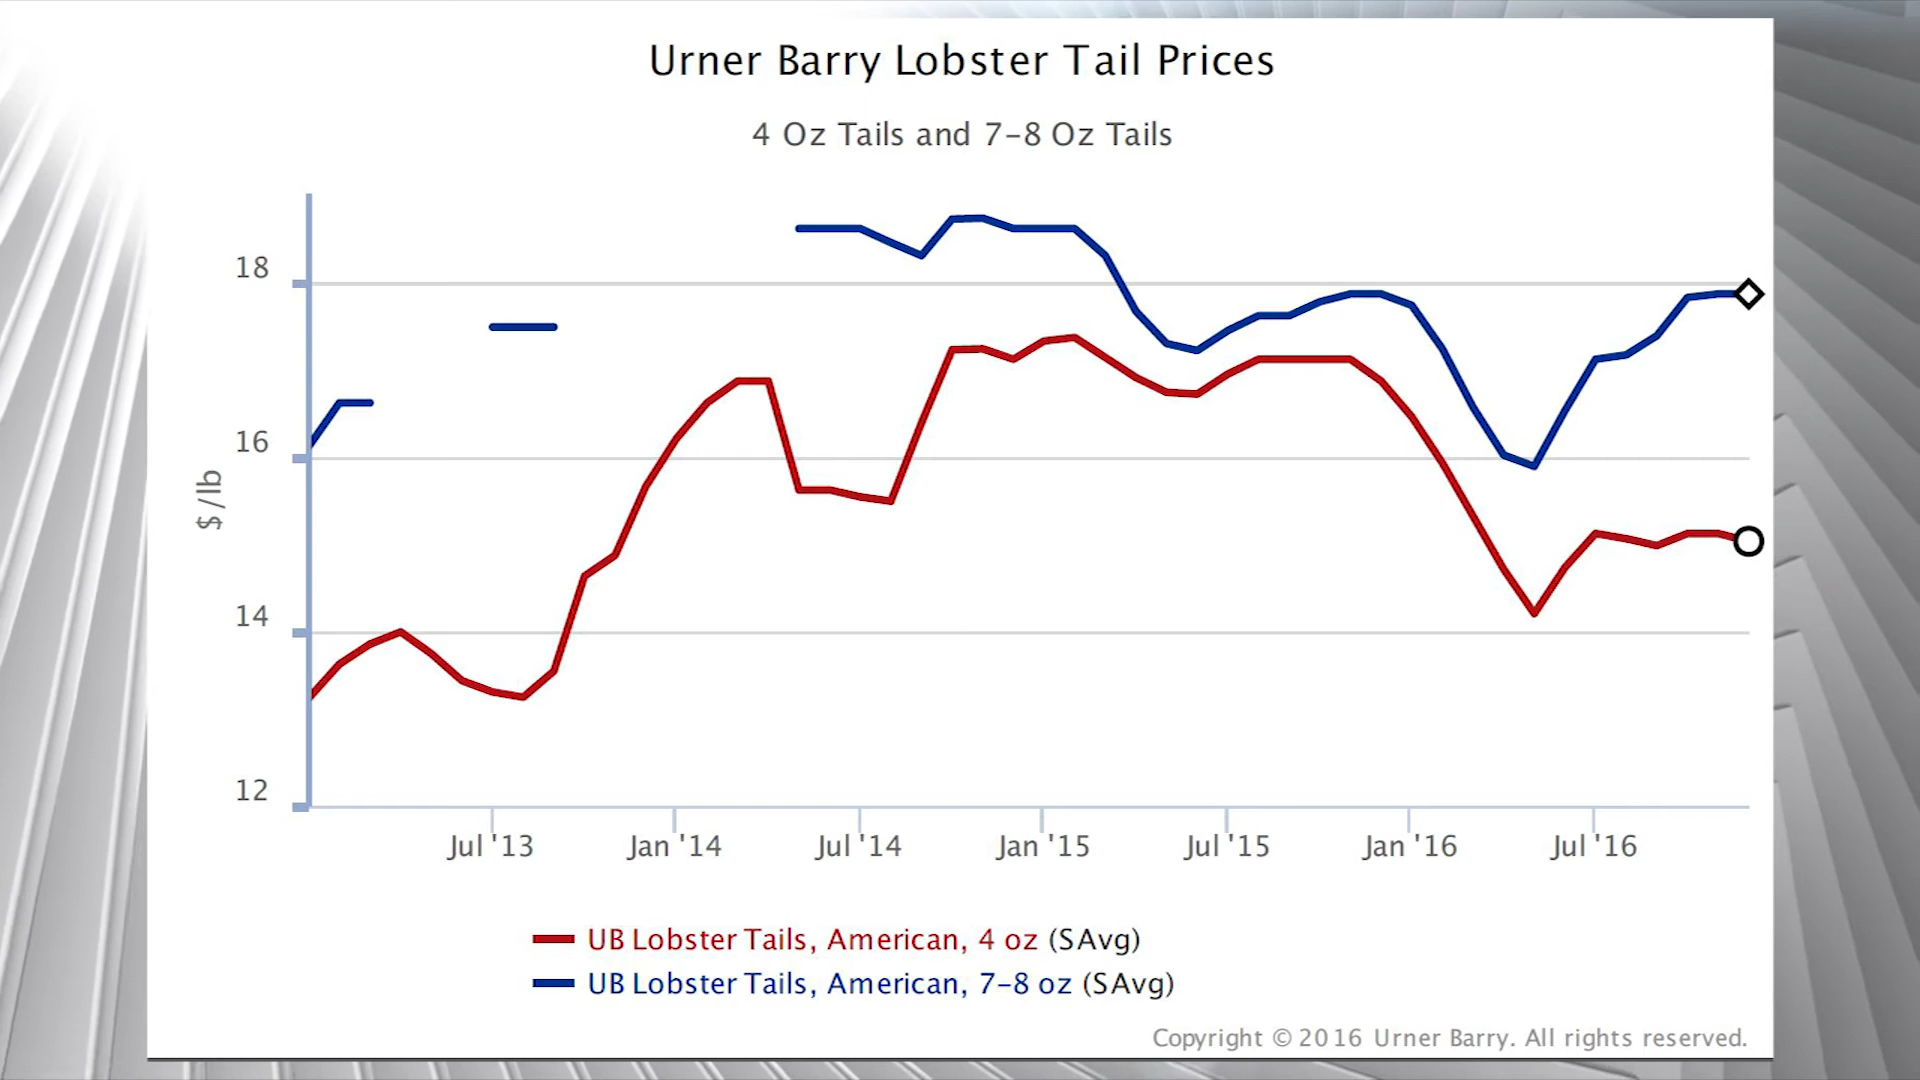 Urner Barry Lobster Tail Prices
4 Oz Tails and 7-8 Oz Tails
18
16
14
12
$/lb
Jul '13
Jan '14
Jul '14
Jan '15
Jul '15
Jan '16
Jul '16
UB Lobster Tails, American, 4 oz (SAvg)
UB Lobster Tails, American, 7-8 oz (SAvg)
Copyright © 2016 Urner Barry. All rights reserved.